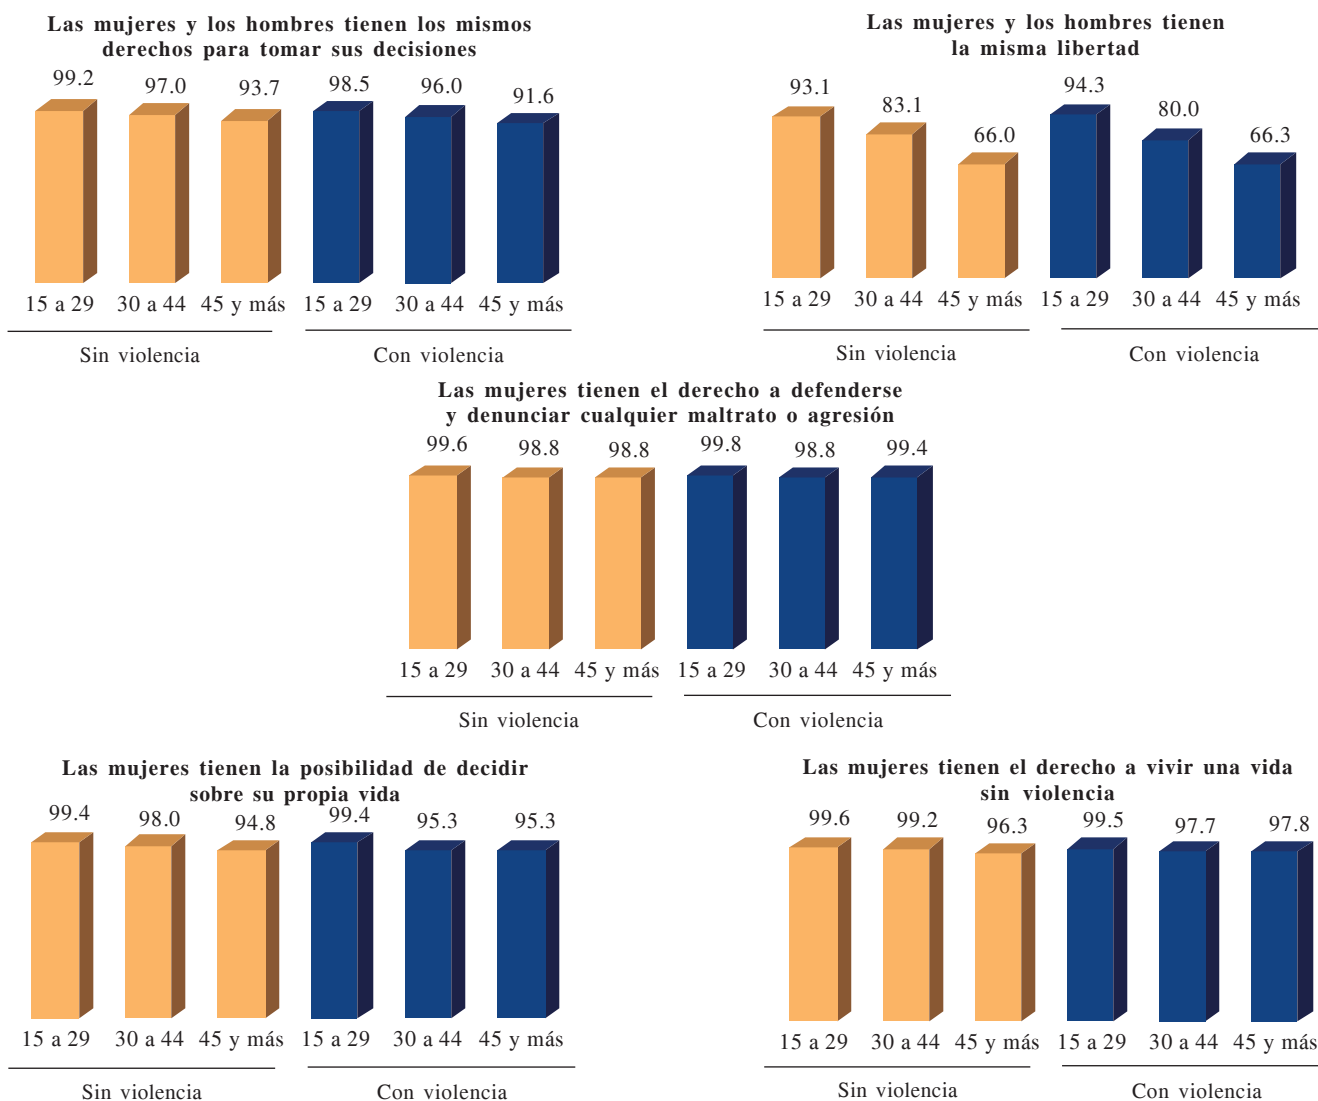 Las mujeres y los hombres tienen los mismos
derechos para tomar sus decisiones
99.2 97.0 93.7 98.5 96.0 91.6
15 a 29 30 a 44 45 y más 15 a 29 30 a 44 45 y más
Sin violencia Con violencia
Las mujeres y los hombres tienen
la misma libertad
93.1 83.1 66.0 94.3 80.0 66.3
15 a 29 30 a 44 45 y más 15 a 29 30 a 44 45 y más
Sin violencia Con violencia
Las mujeres tienen el derecho a defenderse
y denunciar cualquier maltrato o agresión
99.6 98.8 98.8 99.8 98.8 99.4
15 a 29 30 a 44 45 y más 15 a 29 30 a 44 45 y más
Sin violencia Con violencia
Las mujeres tienen la posibilidad de decidir
sobre su propia vida
99.4 98.0 94.8 99.4 95.3 95.3
15 a 29 30 a 44 45 y más 15 a 29 30 a 44 45 y más
Sin violencia Con violencia
Las mujeres tienen el derecho a vivir una vida
sin violencia
99.6 99.2 96.3 99.5 97.7 97.8
15 a 29 30 a 44 45 y más 15 a 29 30 a 44 45 y más
Sin violencia Con violencia